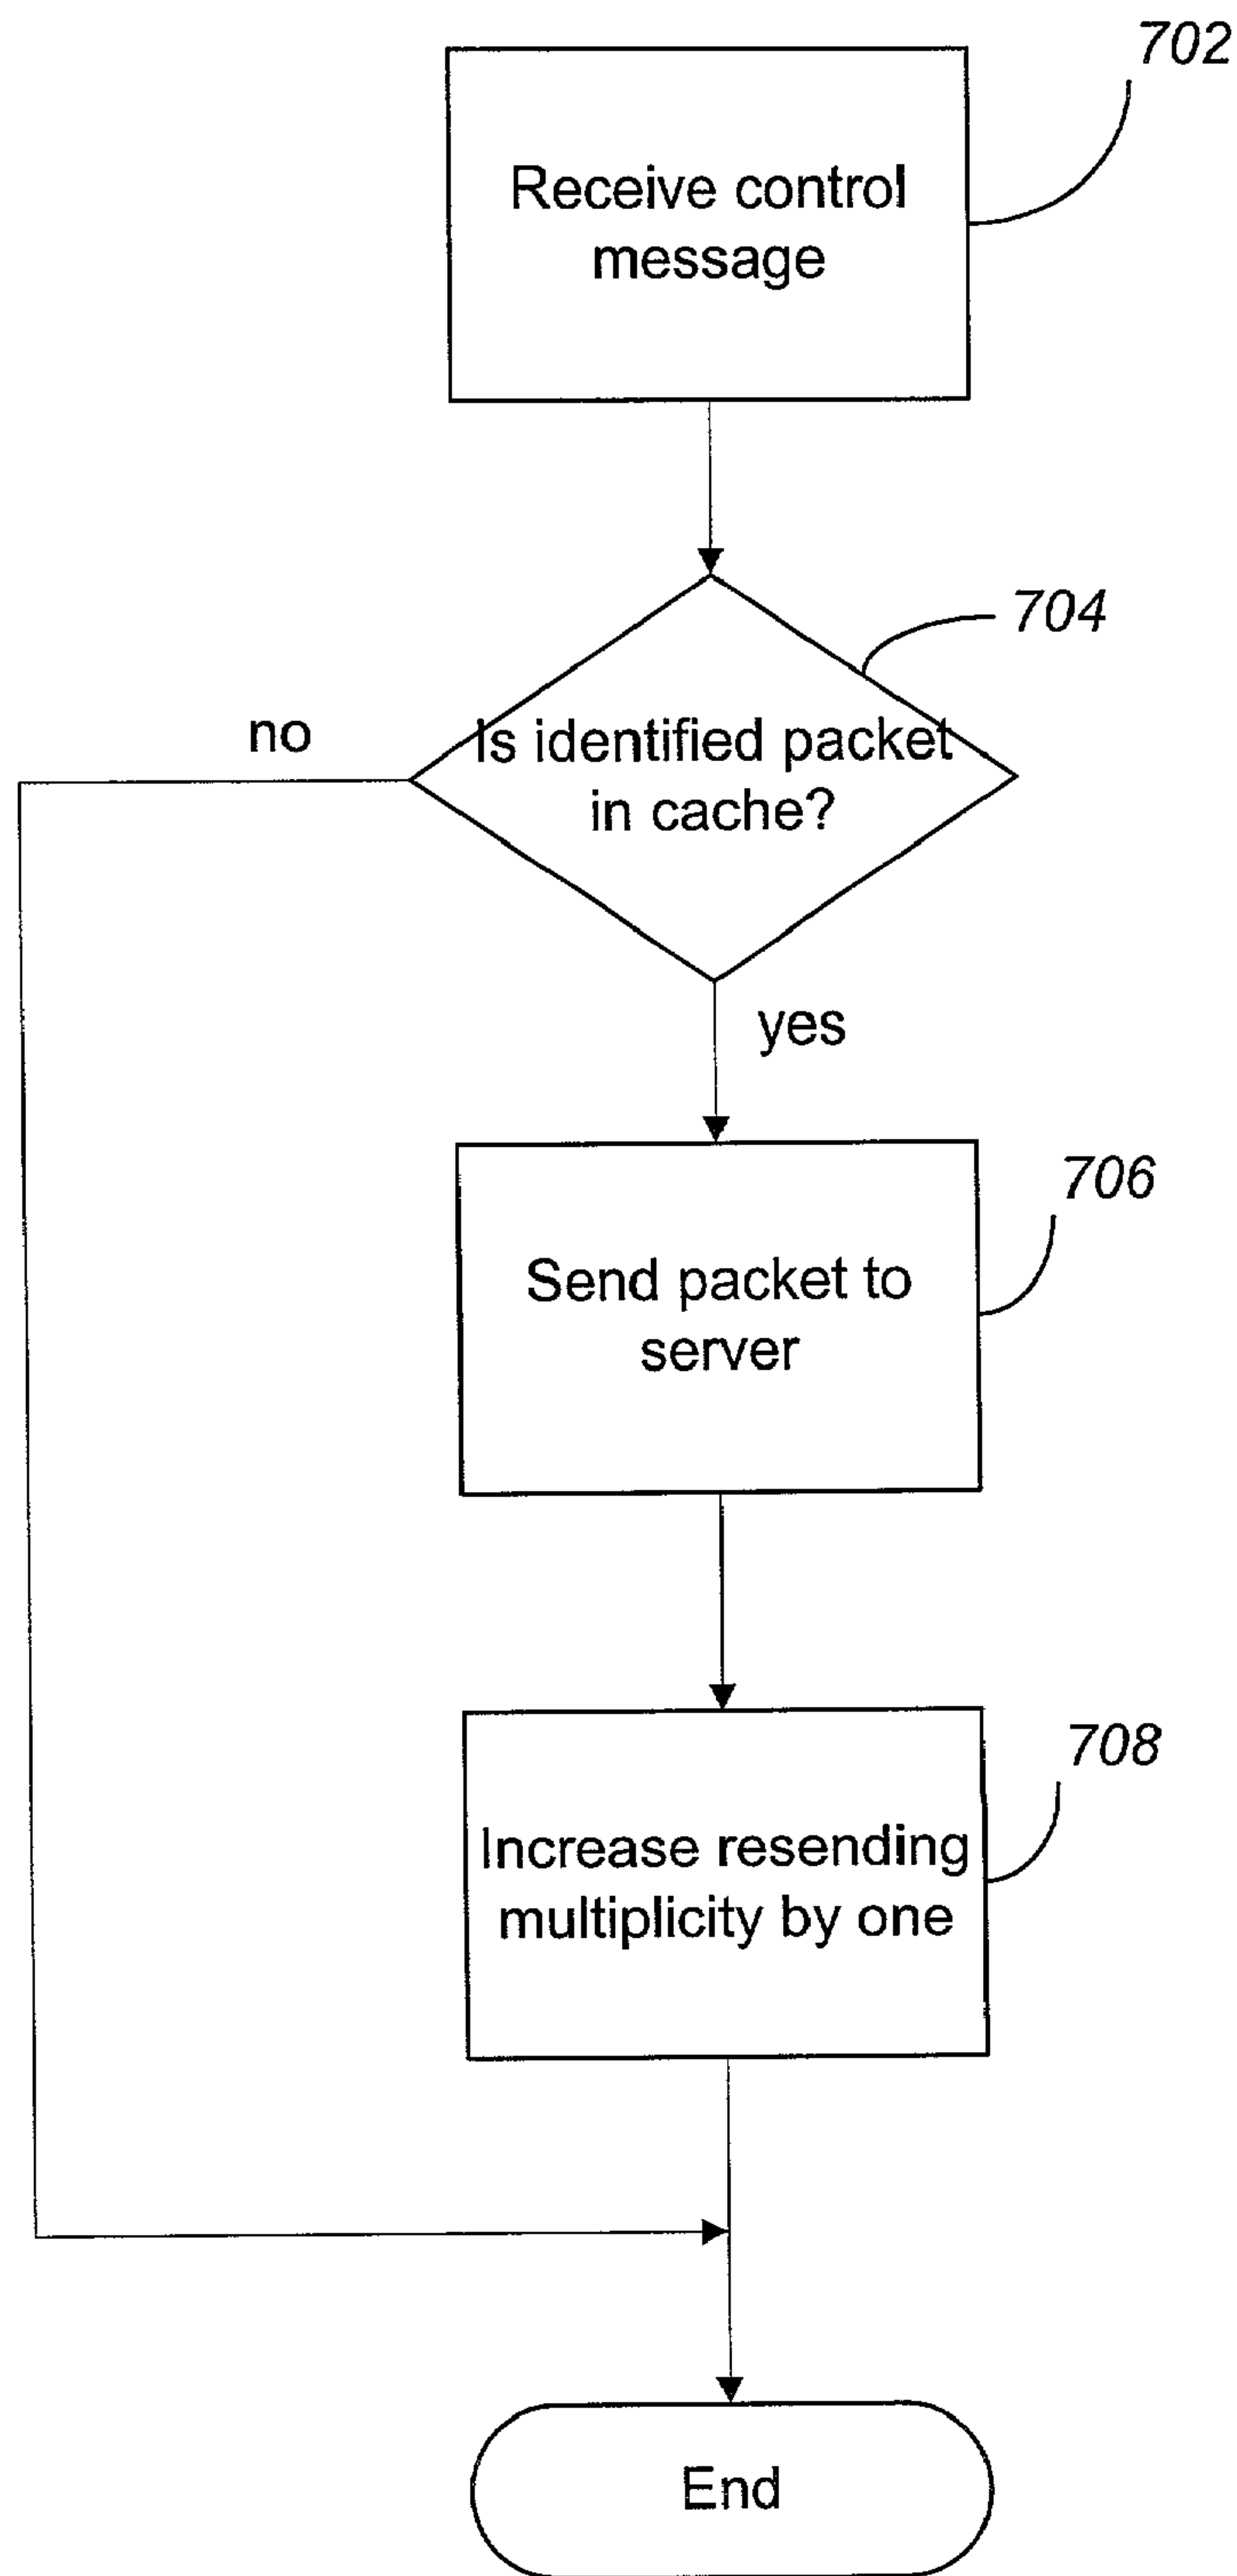 702
Receive control
message
704
no
Is identified packet
in cache?
yes
706
Send packet to
server
708
Increase resending
multiplicity by one
End